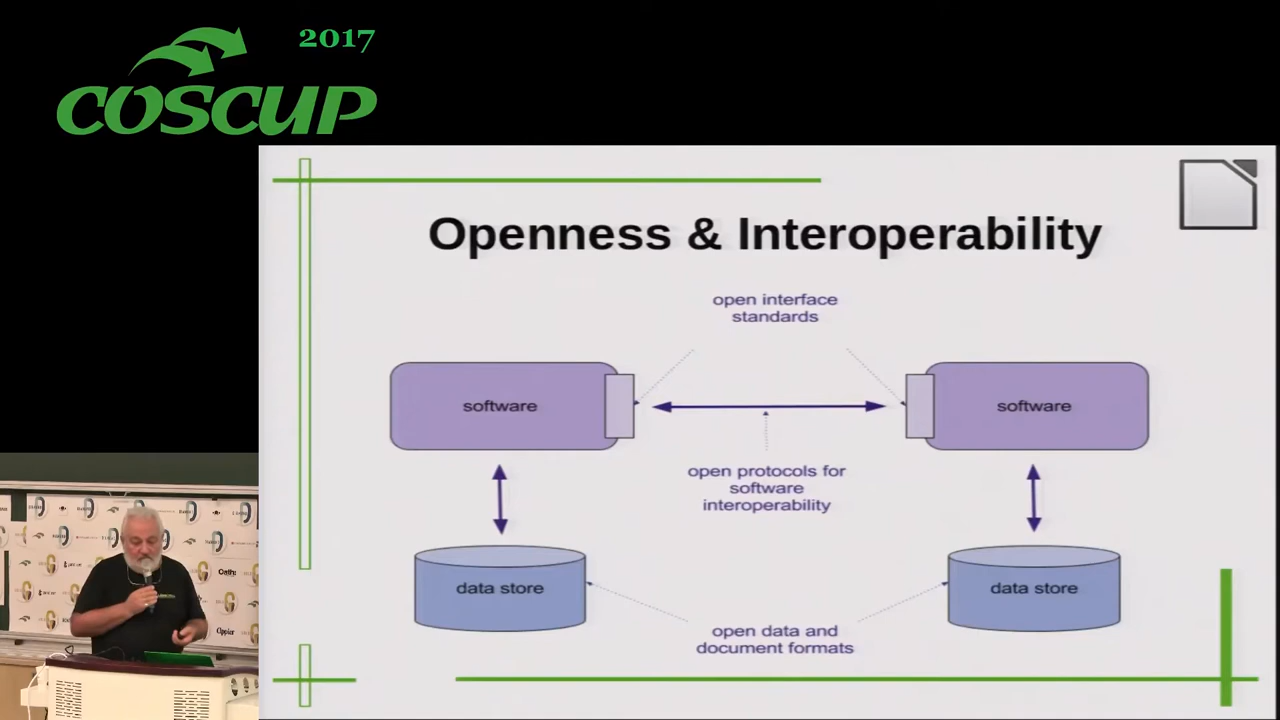 2017
COSCUP
Openness & Interoperability
open interface
standards
software
software
open protocols for
software
interoperability
data store
data store
open data and
document formats